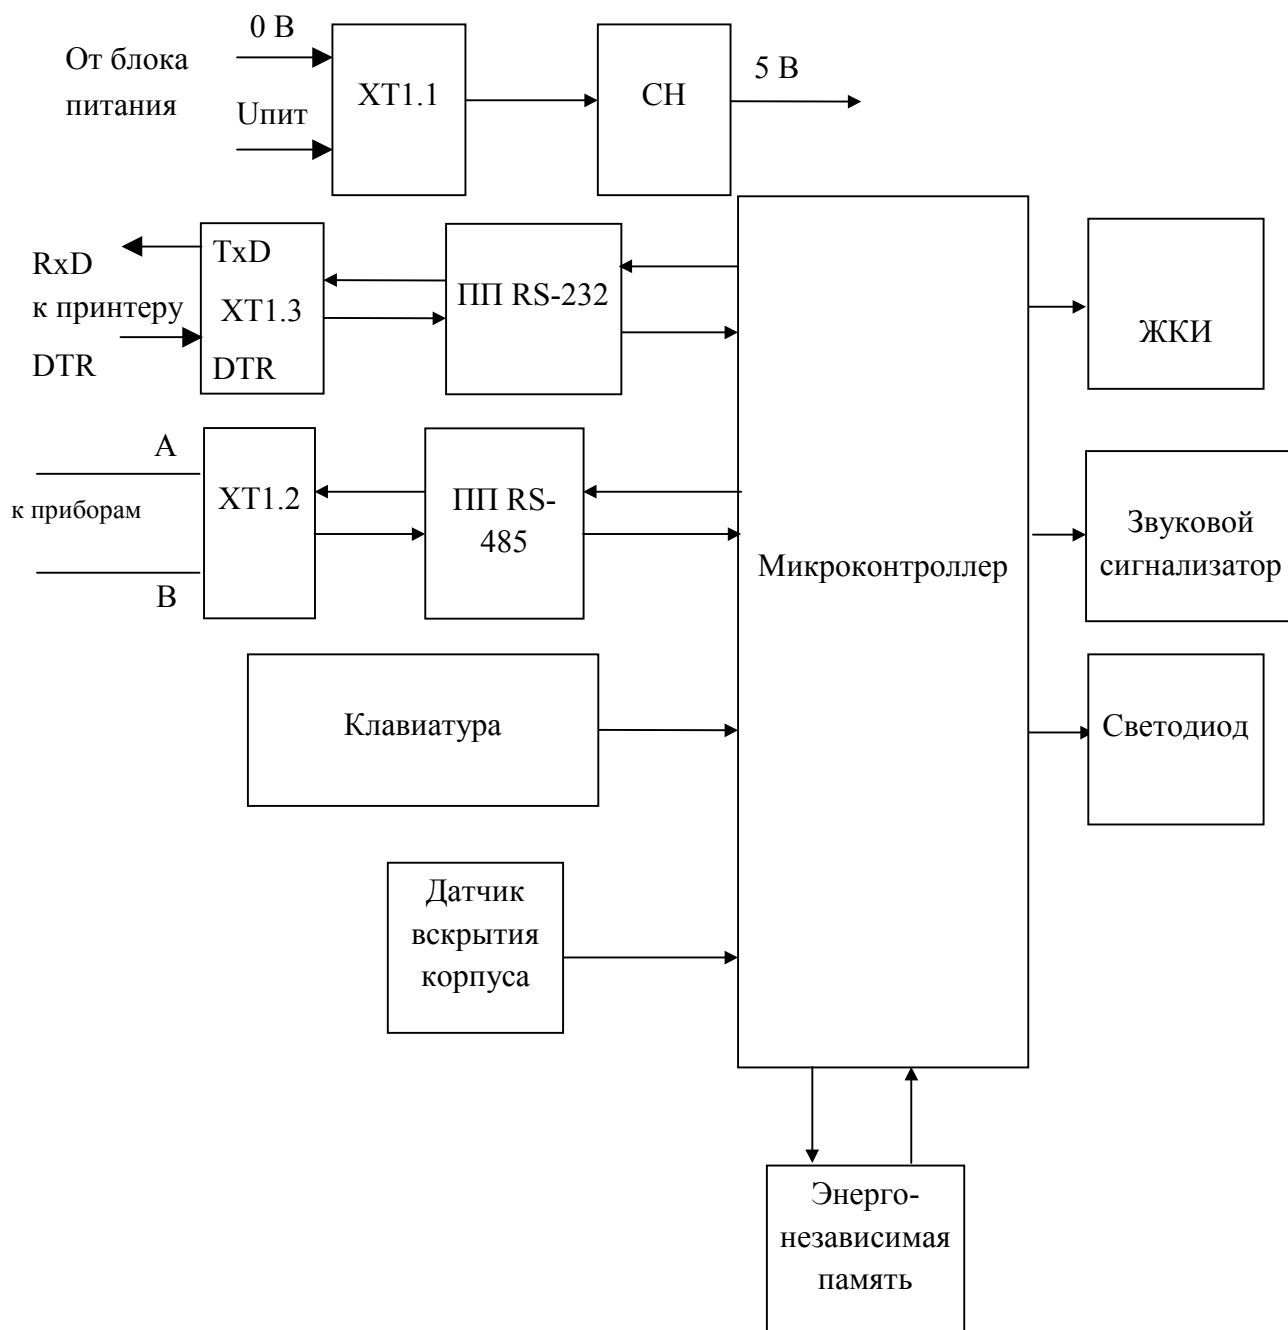 0 В
От блока
питания
Uпит
XT1.1
СН
5 В
TxD
RxD
к принтеру
XT1.3
DTR
DTR
ПП RS-232
ЖКИ
A
к приборам
B
XT1.2
ПП RS-
485
Микроконтроллер
Звуковой
сигнализатор
Клавиатура
Светодиод
Датчик
вскрытия
корпуса
Энерго-
независимая
память